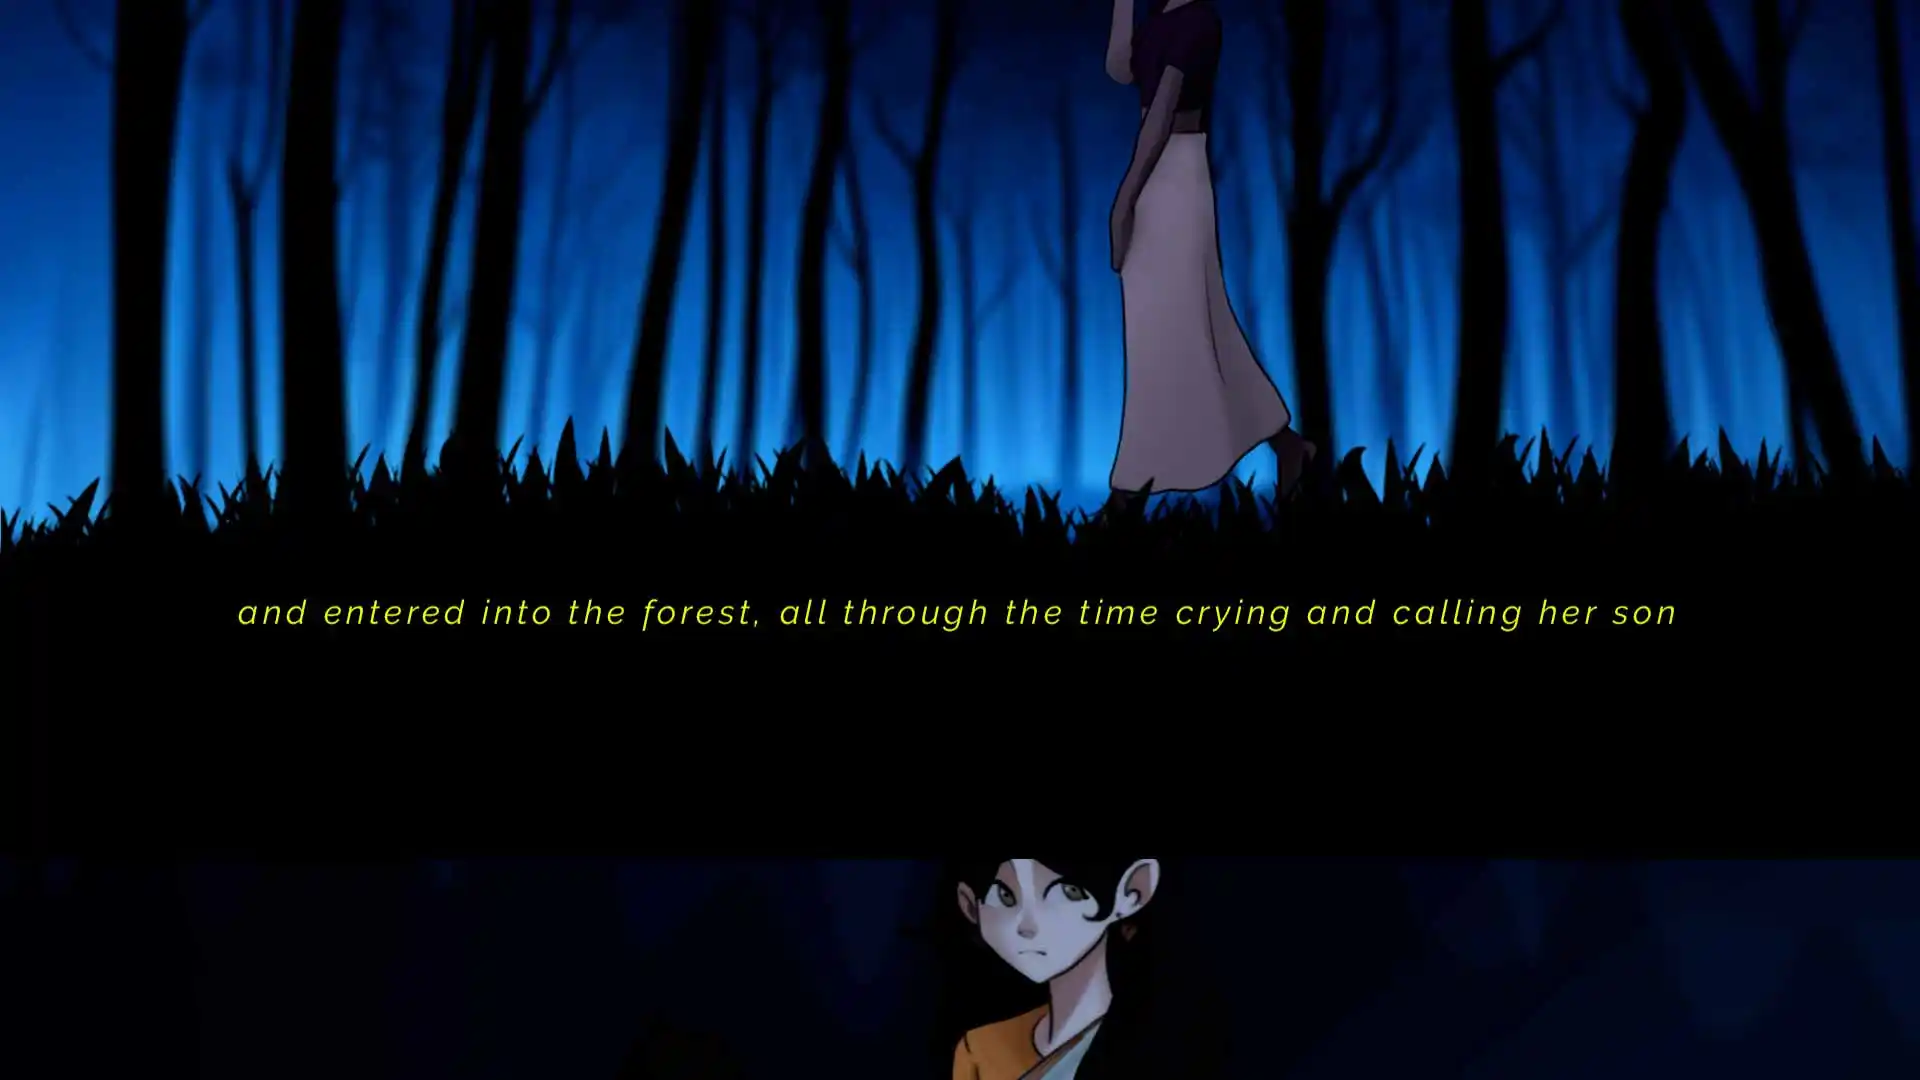 and entered into the forest, all through the time crying and calling her son